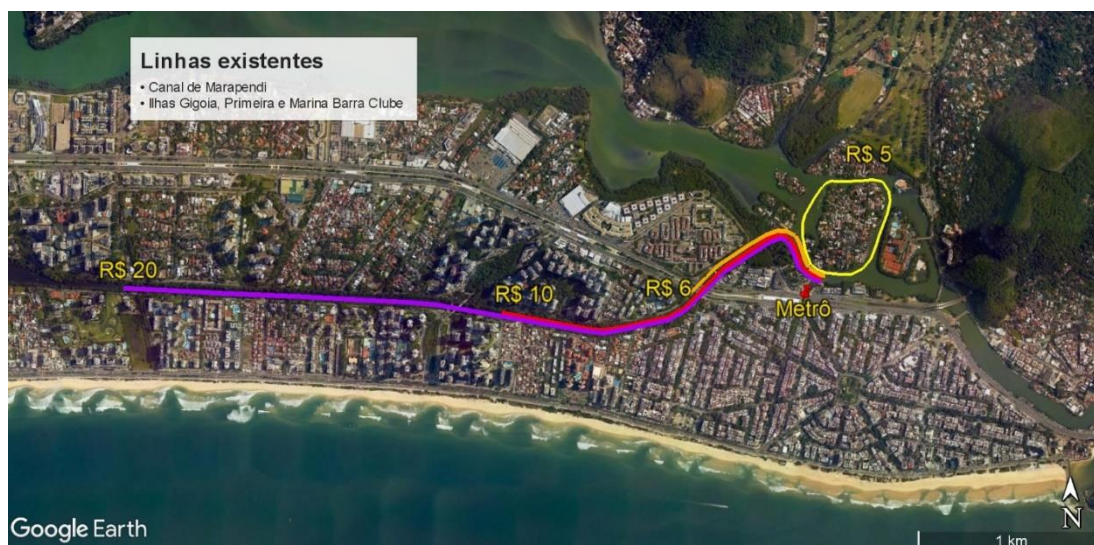 Linhas existentes
• Canal de Marapendi
• Ilhas Gigoia, Primeira e Marina Barra Clube
R$ 5
R$ 20
R$ 10
R$ 6
Metrô
N
Google Earth
1 km